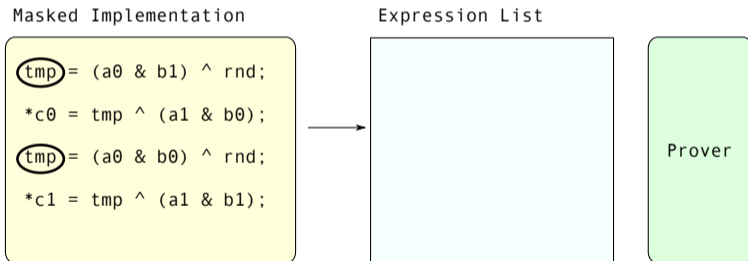 Masked Implementation
Expression List
tmp = (a0 & b1) ^ rnd;
*c0 = tmp ^ (a1 & b0);
tmp = (a0 & b0) ^ rnd;
*c1 = tmp ^ (a1 & b1);
Prover